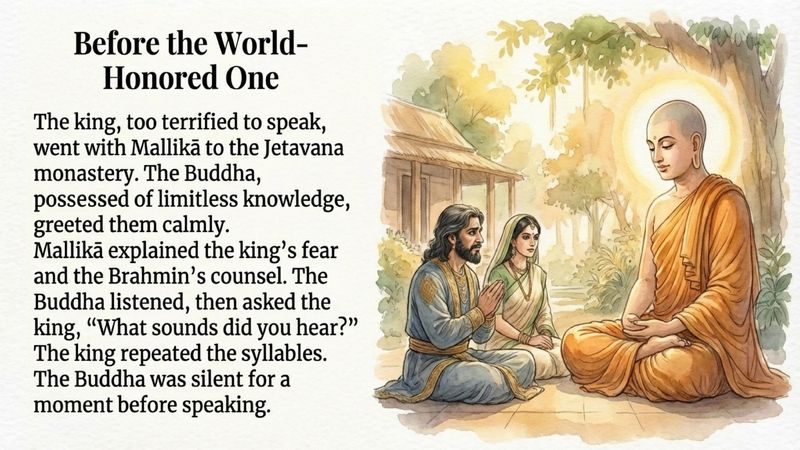 Before the World-
Honored One
The king, too terrified to speak,
went with Mallikā to the Jetavana
monastery. The Buddha,
possessed of limitless knowledge,
greeted them calmly.
Mallikā explained the king’s fear
and the Brahmin’s counsel. The
Buddha listened, then asked the
king, “What sounds did you hear?”
The king repeated the syllables.
The Buddha was silent for a
moment before speaking.